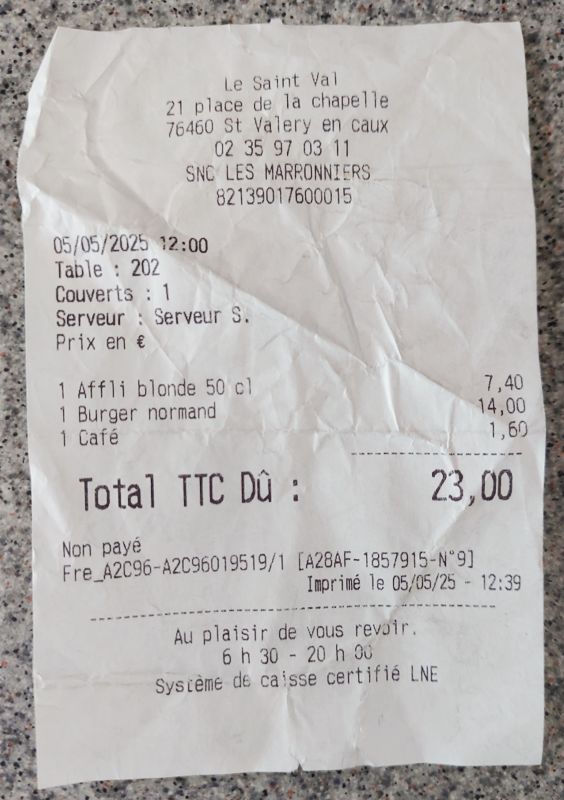 Le Saint Val
21 place de la chapelle
76460 St Valery en caux
02 35 97 03 11
SNC LES MARRONNIERS
82139017600015
05/05/2025 12:00
Table : 202
Couverts : 1
Serveur : Serveur S.
Prix en €
1 Affli blonde 50 cl 7,40
1 Burger normand 14,00
1 Café 1,60
Total TTC Dû : 23,00
Non payé
Fre_A2C96-A2C96019519/1 [A28AF-1857915-N°9]
Imprimé le 05/05/25 - 12:39
Au plaisir de vous revoir.
6 h 30 - 20 h 00
Système de caisse certifié LNE